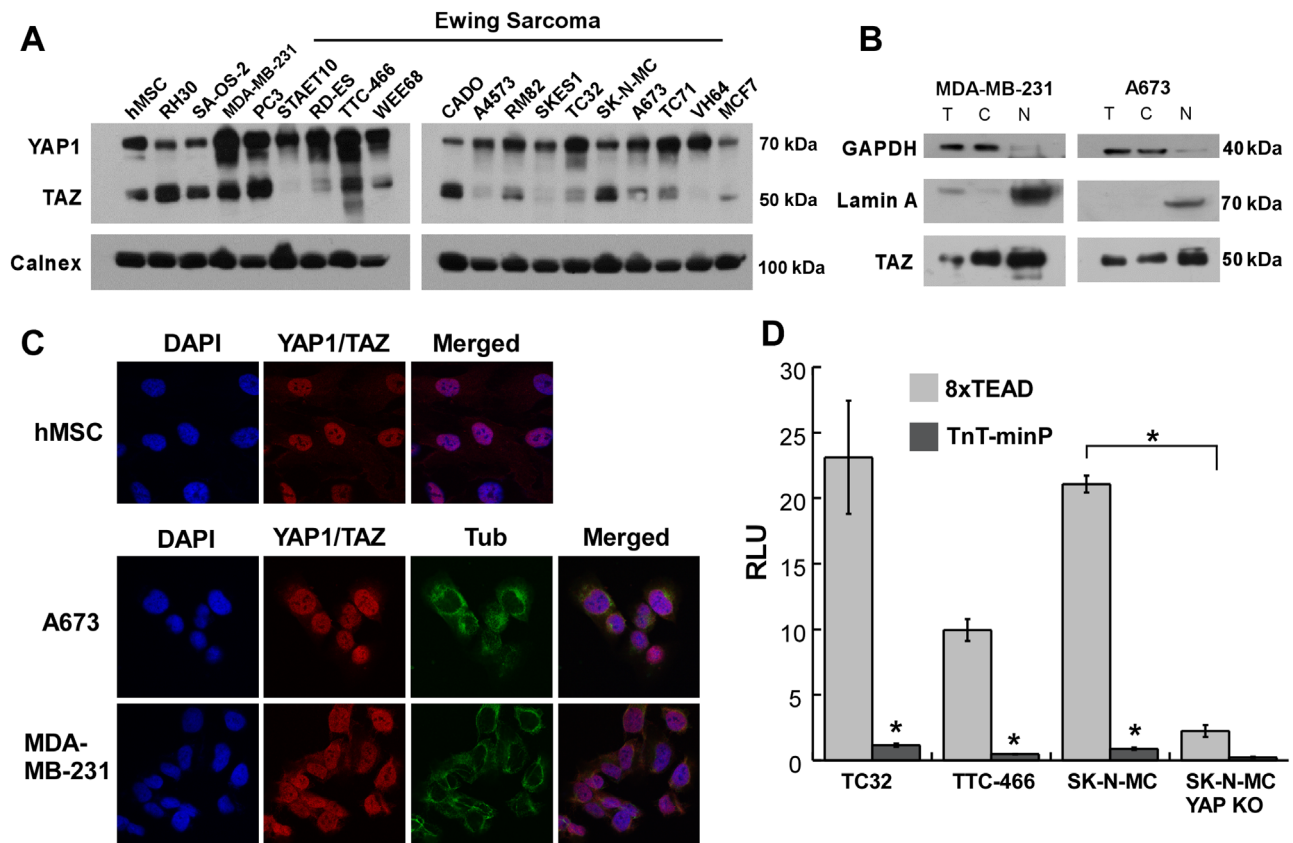 A
Ewing Sarcoma
hMSC RH30 SA-OS-2 MDA-MB-231 PC3 STAET10 RD-ES TTC-466 WEE68 CADO A4573 RM82 SKES1 TC32 SK-N-MC A673 TC71 VH64 MCF7
YAP1 70 kDa
TAZ 50 kDa
Calnex 100 kDa
B
MDA-MB-231 A673
T C N T C N
GAPDH 40 kDa
Lamin A 70 kDa
TAZ 50 kDa
C
DAPI YAP1/TAZ Merged
hMSC
DAPI YAP1/TAZ Tub Merged
A673
MDA-
MB-231
D
30
25
20
15
10
5
0
RLU
8xTEAD
TnT-minP
*
* * *
TC32 TTC-466 SK-N-MC SK-N-MC
YAP KO